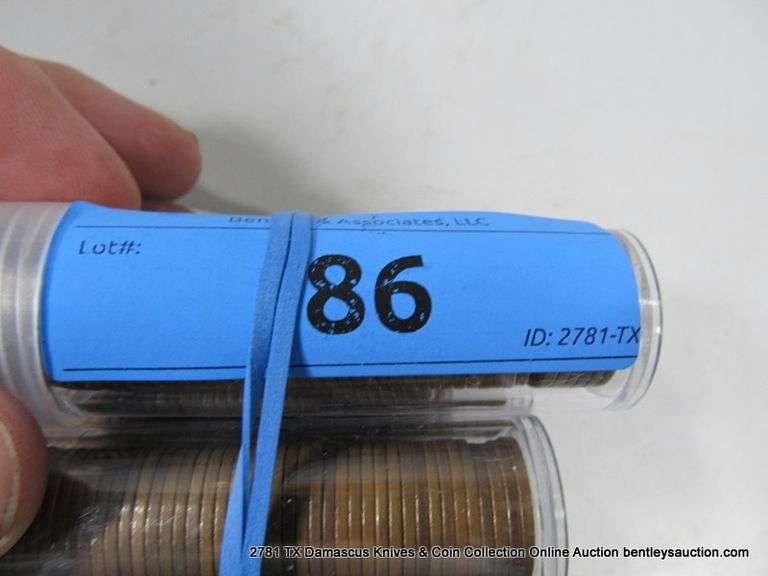 & Associates, LLC
Lot#:
86
ID: 2781-TX
2781 TX Damascus Knives & Coin Collection Online Auction bentleysauction.com